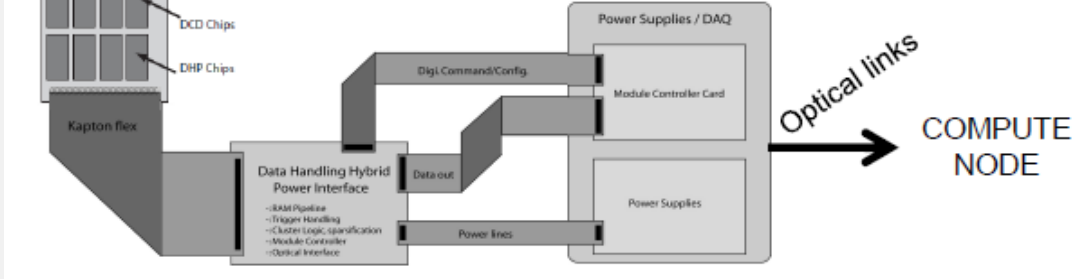 DCD Chips
DHP Chips
Kapton flex
Data Handling Hybrid
Power Interface
-:RAM Pipeline
-:Trigger Handling
-:Cluster Logic, sparsification
-:Module Controller
-:Optical Interface
Digi. Command/Config.
Data out
Power lines
Power Supplies / DAQ
Module Controller Card
Power Supplies
Optical links
COMPUTE
NODE